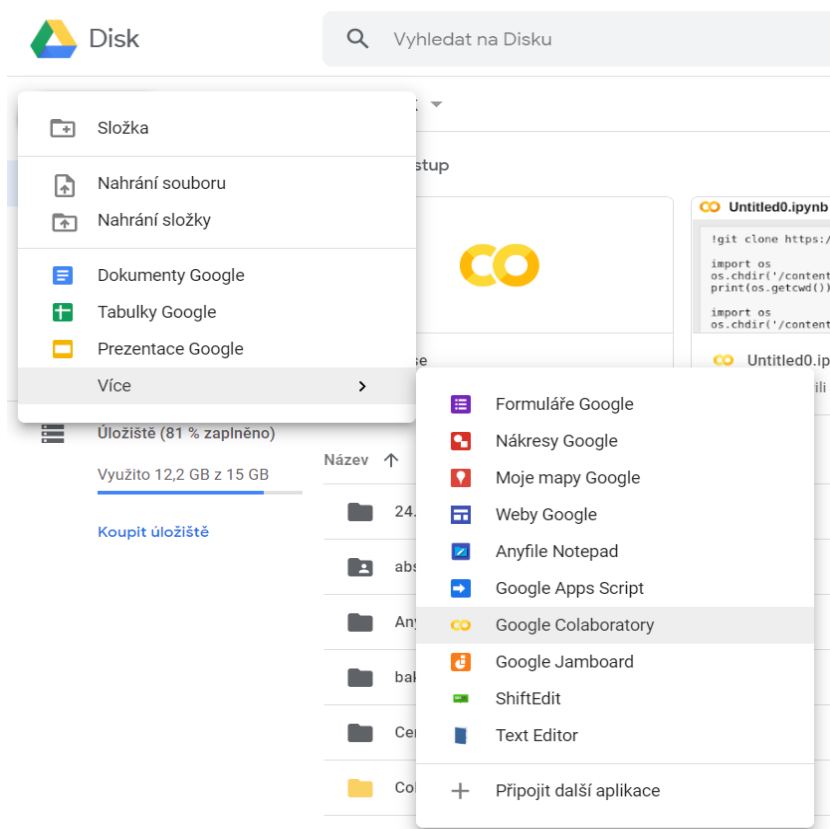 Disk
Vyhledat na Disku
Složka
Nahrání souboru
Nahrání složky
Dokumenty Google
Tabulky Google
Prezentace Google
Více
stup
Untitled0.ipynb
!git clone https:/
import os
os.chdir('/content
print(os.getcwd())
import os
os.chdir('/content
Untitled0.ip
Formuláře Google
Nákresy Google
Moje mapy Google
Weby Google
Anyfile Notepad
Google Apps Script
Google Colaboratory
Google Jamboard
ShiftEdit
Text Editor
Připojit další aplikace
Úložiště (81 % zaplněno)
Využito 12,2 GB z 15 GB
Koupit úložiště
Název
24.
abs
Any
bak
Cer
Col